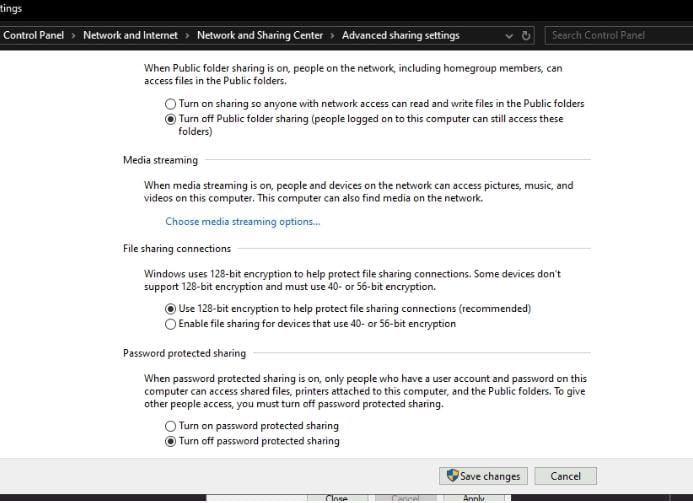 tings
Control Panel > Network and Internet > Network and Sharing Center > Advanced sharing settings
Search Control Panel
When Public folder sharing is on, people on the network, including homegroup members, can
access files in the Public folders.
Turn on sharing so anyone with network access can read and write files in the Public folders
Turn off Public folder sharing (people logged on to this computer can still access these
folders)
Media streaming
When media streaming is on, people and devices on the network can access pictures, music, and
videos on this computer. This computer can also find media on the network.
Choose media streaming options...
File sharing connections
Windows uses 128-bit encryption to help protect file sharing connections. Some devices don't
support 128-bit encryption and must use 40- or 56-bit encryption.
Use 128-bit encryption to help protect file sharing connections (recommended)
Enable file sharing for devices that use 40- or 56-bit encryption
Password protected sharing
When password protected sharing is on, only people who have a user account and password on this
computer can access shared files, printers attached to this computer, and the Public folders. To give
other people access, you must turn off password protected sharing.
Turn on password protected sharing
Turn off password protected sharing
Save changes Cancel
Close Cancel Apply